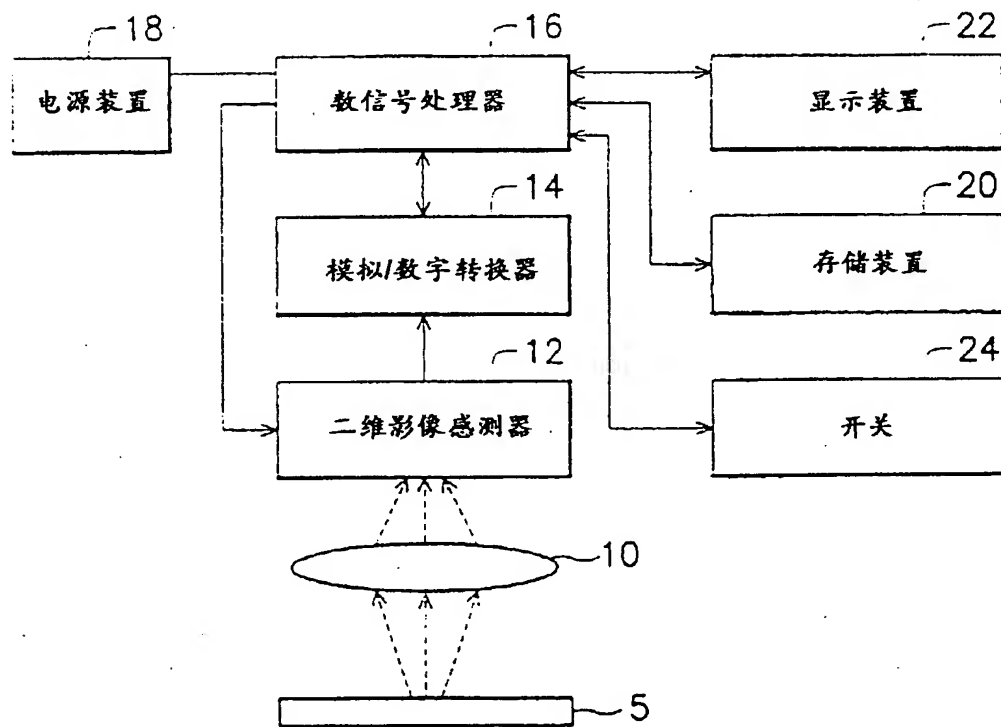 18
16
22
电源装置
数信号处理器
显示装置
14
20
模拟/数字转换器
存储装置
12
24
二维影像感测器
开关
10
5